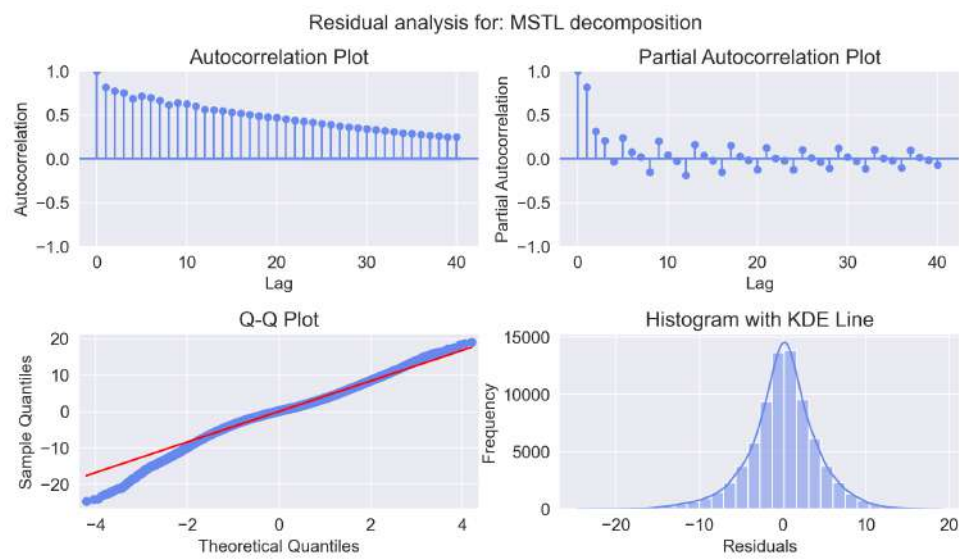 Residual analysis for: MSTL decomposition
Autocorrelation Plot
1.0
0.5
0.0
−0.5
−1.0
Autocorrelation
0 10 20 30 40
Lag
Partial Autocorrelation Plot
1.0
0.5
0.0
−0.5
−1.0
Partial Autocorrelation
0 10 20 30 40
Lag
Q-Q Plot
20
10
0
−10
−20
Sample Quantiles
−4 −2 0 2 4
Theoretical Quantiles
Histogram with KDE Line
15000
10000
5000
0
Frequency
−20 −10 0 10 20
Residuals